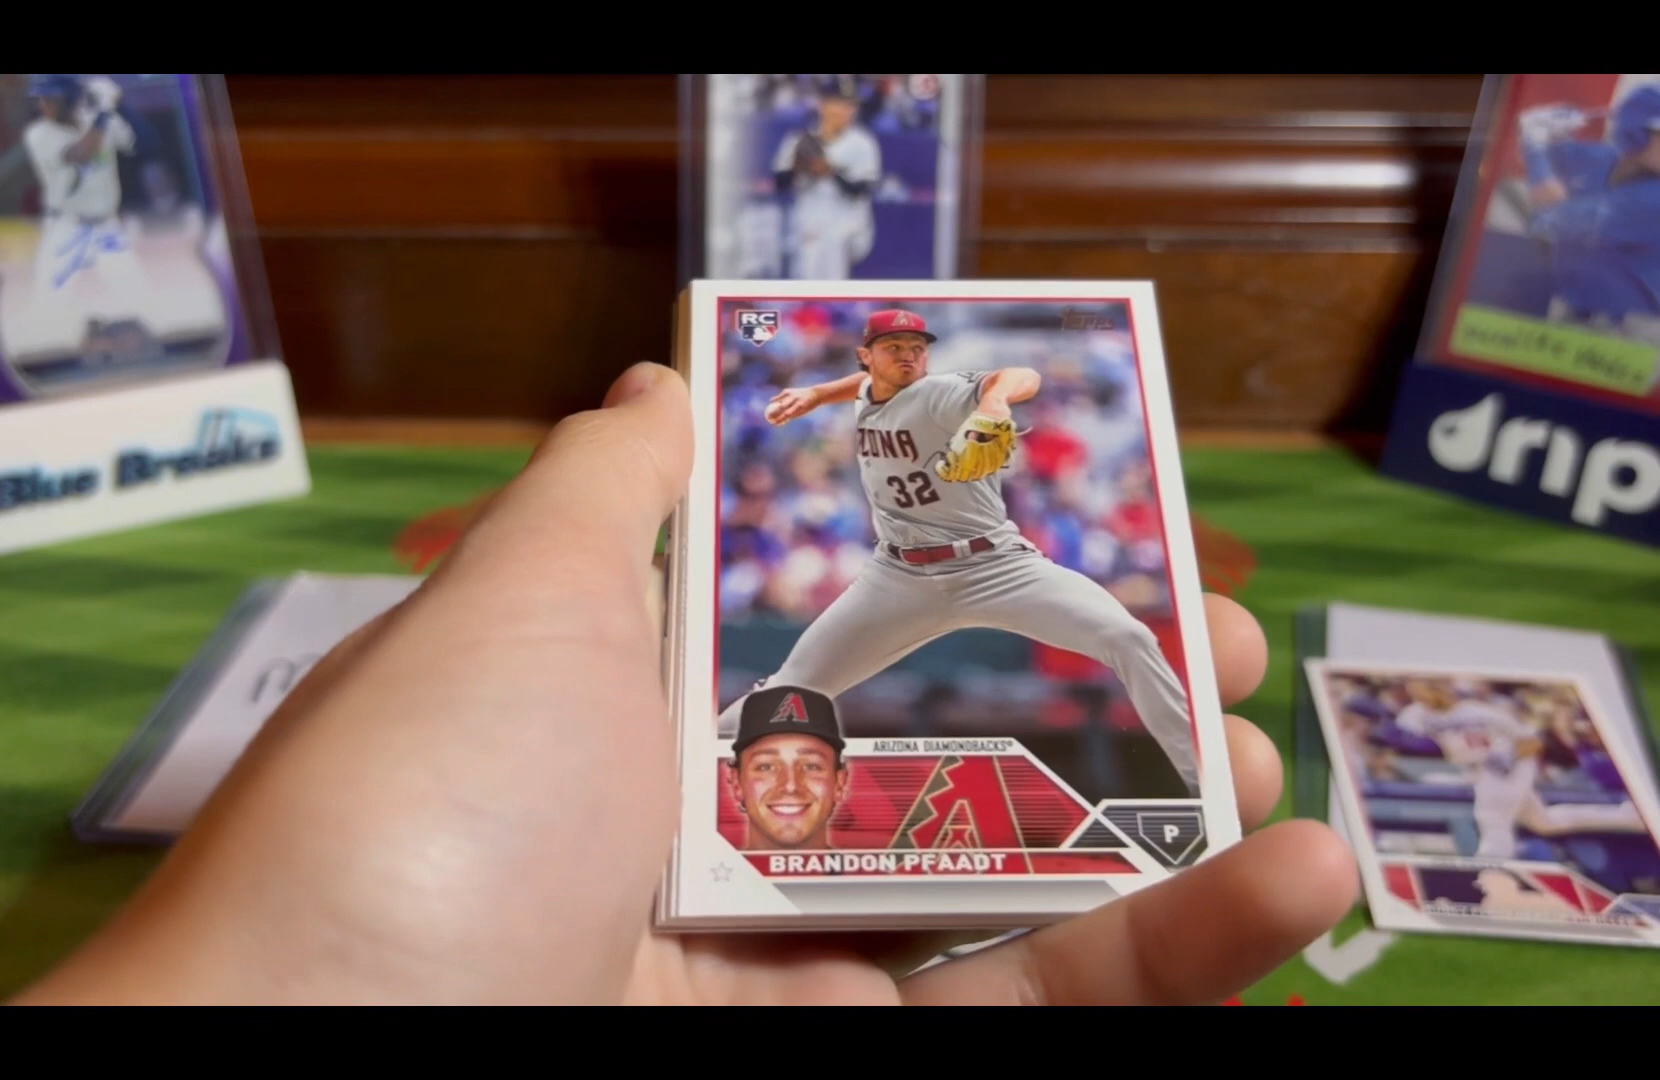 RC
Topps
ZONA
32
Blue Breaks
drip
ARIZONA DIAMONDBACKS
P
BRANDON PFAADT